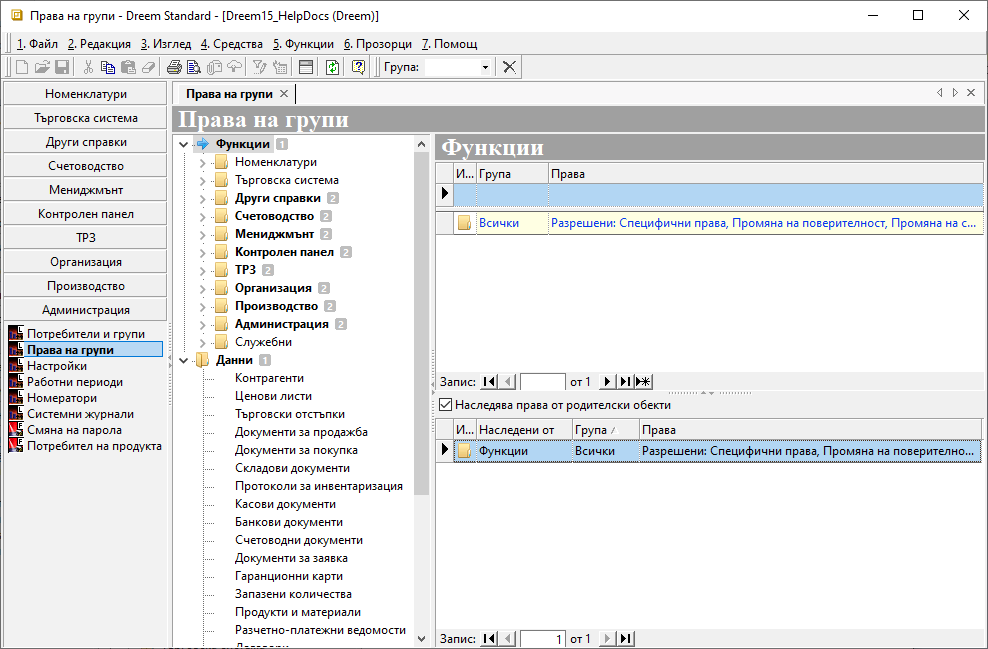 Права на групи - Dreem Standard - [Dreem15_HelpDocs (Dreem)]
1. Файл 2. Редакция 3. Изглед 4. Средства 5. Функции 6. Прозорци 7. Помощ
Група:
Номенклатури
Търговска система
Други справки
Счетоводство
Мениджмънт
Контролен панел
ТРЗ
Организация
Производство
Администрация
Потребители и групи
Права на групи
Настройки
Работни периоди
Номератори
Системни журнали
Смяна на парола
Потребител на продукта
Права на групи
Права на групи
Функции 1
Номенклатури
Търговска система
Други справки 2
Счетоводство 2
Мениджмънт 2
Контролен панел 2
ТРЗ 2
Организация 2
Производство 2
Администрация 2
Служебни
Данни 1
Контрагенти
Ценови листи
Търговски отстъпки
Документи за продажба
Документи за покупка
Складови документи
Протоколи за инвентаризация
Касови документи
Банкови документи
Счетоводни документи
Документи за заявка
Гаранционни карти
Запазени количества
Продукти и материали
Разчетно-платежни ведомости
Функции
И... Група Права
Всички Разрешени: Специфични права, Промяна на поверителност, Промяна на с...
Запис: от 1
Наследява права от родителски обекти
И... Наследени от Група Права
Функции Всички Разрешени: Специфични права, Промяна на поверително...
Запис: 1 от 1